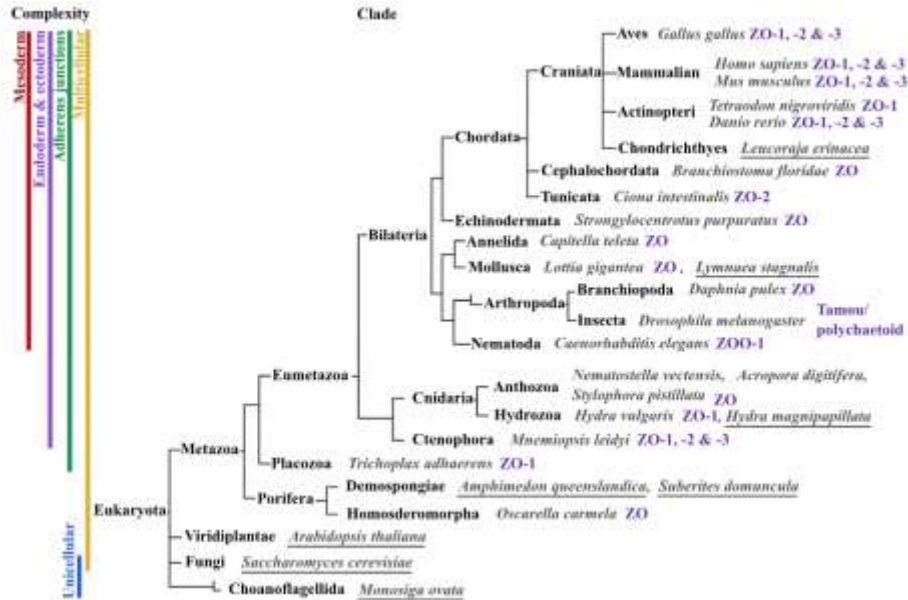 Complexity
Clade
Mesoderm
Endoderm & ectoderm
Adherens junctions
Multicellular
Unicellular
Aves Gallus gallus ZO-1, -2 & -3
Craniata
Mammalian Homo sapiens ZO-1, -2 & -3
Mus musculus ZO-1, -2 & -3
Actinopteri Tetraodon nigroviridis ZO-1
Danio rerio ZO-1, -2 & -3
Chordata
Chondrichthyes Leucoraja erinacea
Cephalochordata Branchiostoma floridae ZO
Tunicata Ciona intestinalis ZO-2
Echinodermata Strongylocentrotus purpuratus ZO
Bilateria
Annelida Capitella teleta ZO
Mollusca Lottia gigantea ZO , Lymnaea stagnalis
Branchiopoda Daphnia pulex ZO
Arthropoda
Insecta Drosophila melanogaster Tamou/
polychaetoid
Nematoda Caenorhabditis elegans ZOO-1
Eumetazoa
Anthozoa Nematostella vectensis, Acropora digitifera,
Stylophora pistillata ZO
Cnidaria
Hydrozoa Hydra vulgaris ZO-1, Hydra magnipapillata
Ctenophora Mnemiopsis leidyi ZO-1, -2 & -3
Metazoa
Placozoa Trichoplax adhaerens ZO-1
Demospongiae Amphimedon queenslandica, Suberites domuncula
Porifera
Homosderomorpha Oscarella carmela ZO
Eukaryota
Viridiplantae Arabidopsis thaliana
Fungi Saccharomyces cerevisiae
Choanoflagellida Monosiga ovata